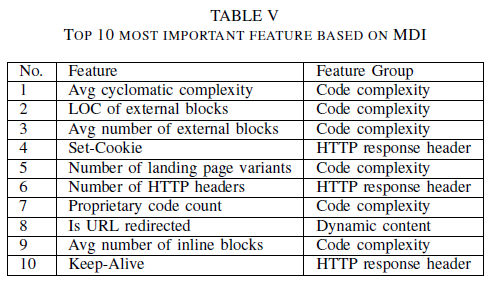 TABLE V
TOP 10 MOST IMPORTANT FEATURE BASED ON MDI
No. Feature Feature Group
1 Avg cyclomatic complexity Code complexity
2 LOC of external blocks Code complexity
3 Avg number of external blocks Code complexity
4 Set-Cookie HTTP response header
5 Number of landing page variants Code complexity
6 Number of HTTP headers HTTP response header
7 Proprietary code count Code complexity
8 Is URL redirected Dynamic content
9 Avg number of inline blocks Code complexity
10 Keep-Alive HTTP response header